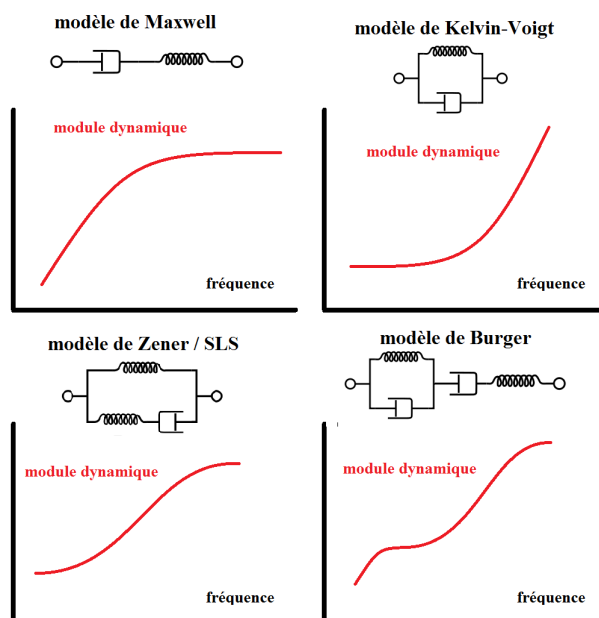 modèle de Maxwell
module dynamique
fréquence
modèle de Kelvin-Voigt
module dynamique
fréquence
modèle de Zener / SLS
module dynamique
fréquence
modèle de Burger
module dynamique
fréquence